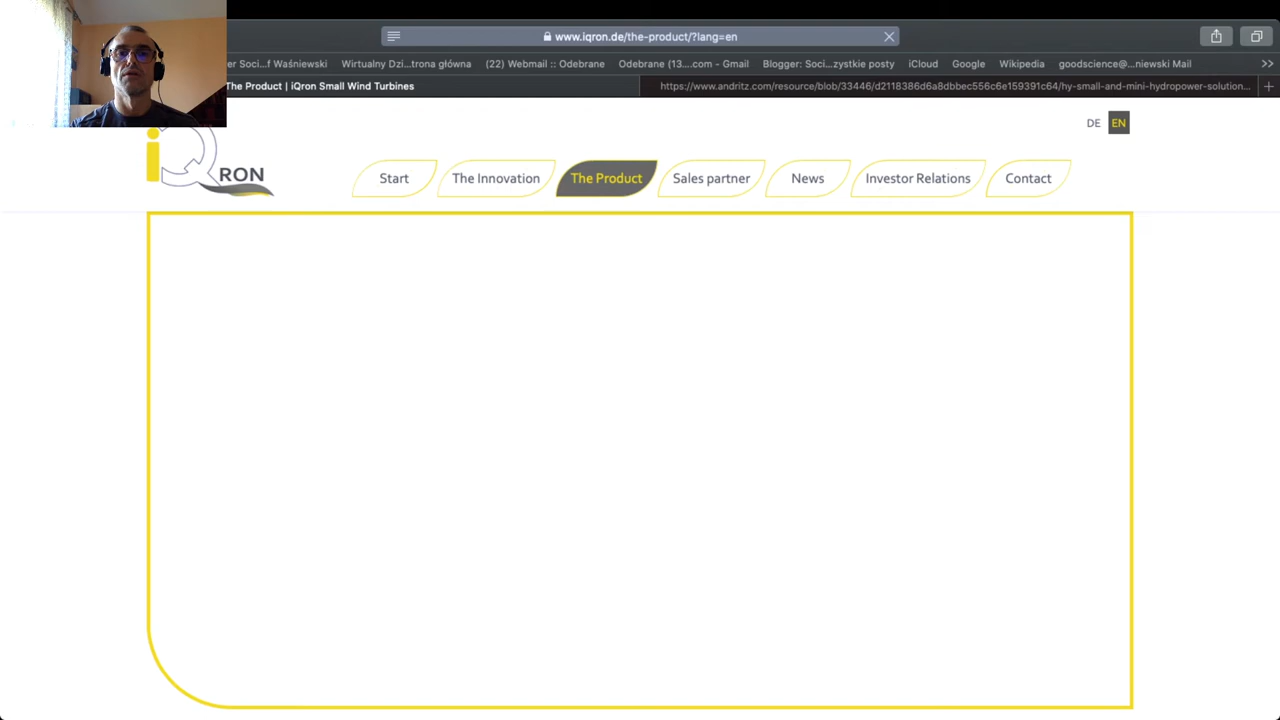 www.iqron.de/the-product/?lang=en
er Soci...f Waśniewski Wirtualny Dzi...trona główna (22) Webmail :: Odebrane Odebrane (13....com - Gmail Blogger: Soci...zystkie posty iCloud Google Wikipedia goodscience@...niewski Mail >>
The Product | iQron Small Wind Turbines https://www.andritz.com/resource/blob/33446/d2118386d6a8dbbec556c6e159391c64/hy-small-and-mini-hydropower-solution... +
DE EN
iQRON
Start The Innovation The Product Sales partner News Investor Relations Contact